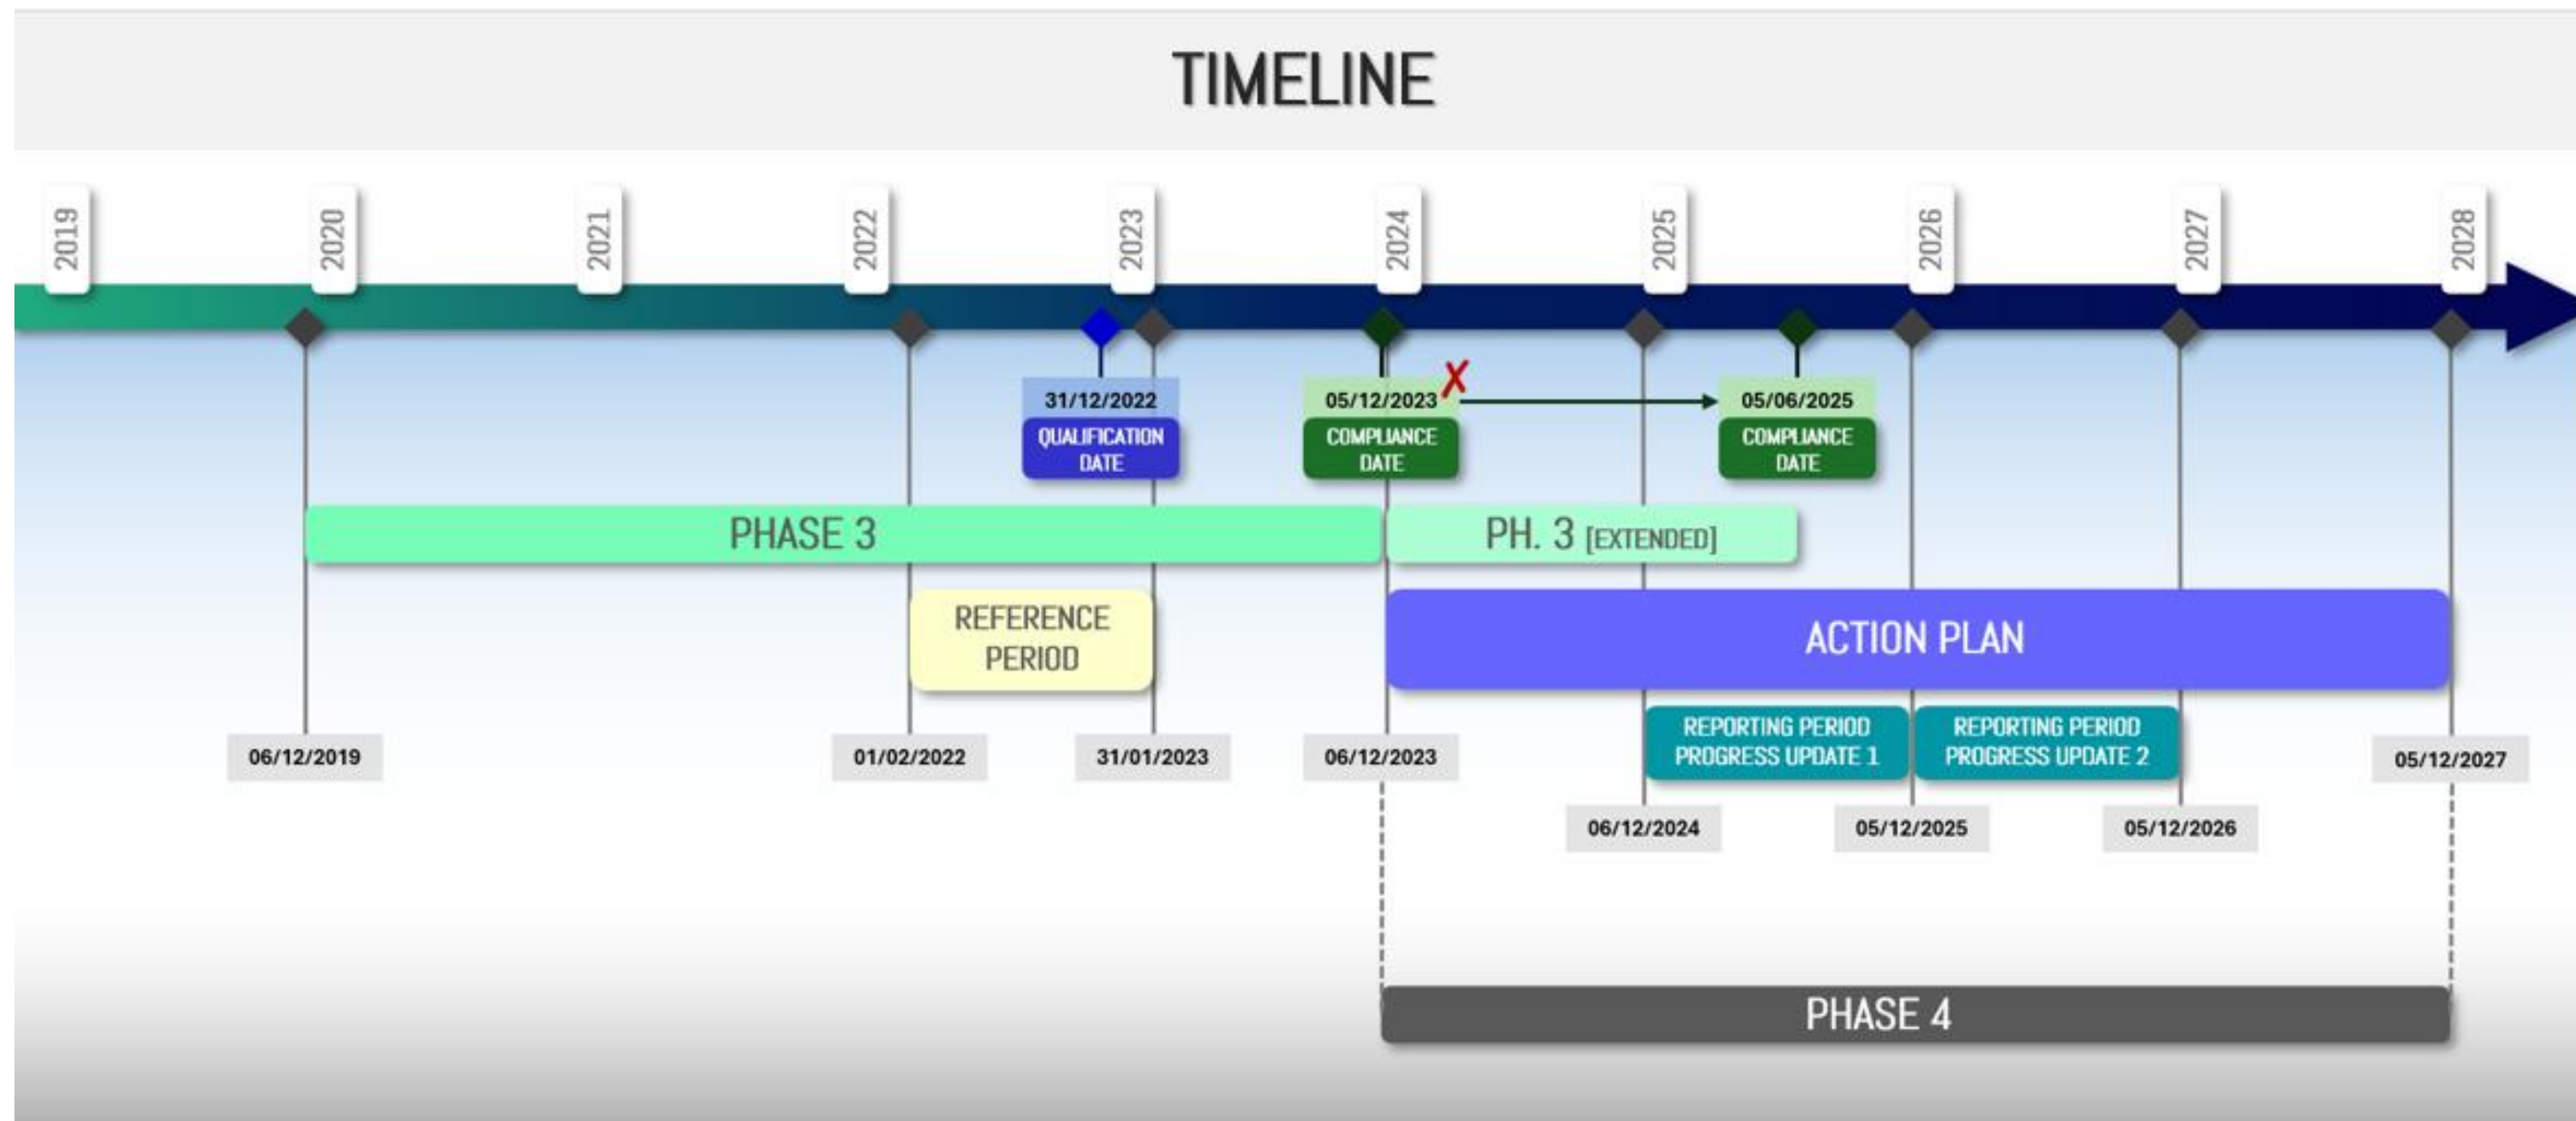 TIMELINE
2019
2020
2021
2022
2023
2024
2025
2026
2027
2028
31/12/2022
QUALIFICATION
DATE
05/12/2023
✗
COMPLIANCE
DATE
05/06/2025
COMPLIANCE
DATE
PHASE 3
PH. 3 [EXTENDED]
REFERENCE
PERIOD
ACTION PLAN
REPORTING PERIOD
PROGRESS UPDATE 1
REPORTING PERIOD
PROGRESS UPDATE 2
06/12/2019
01/02/2022
31/01/2023
06/12/2023
05/12/2027
06/12/2024
05/12/2025
05/12/2026
PHASE 4